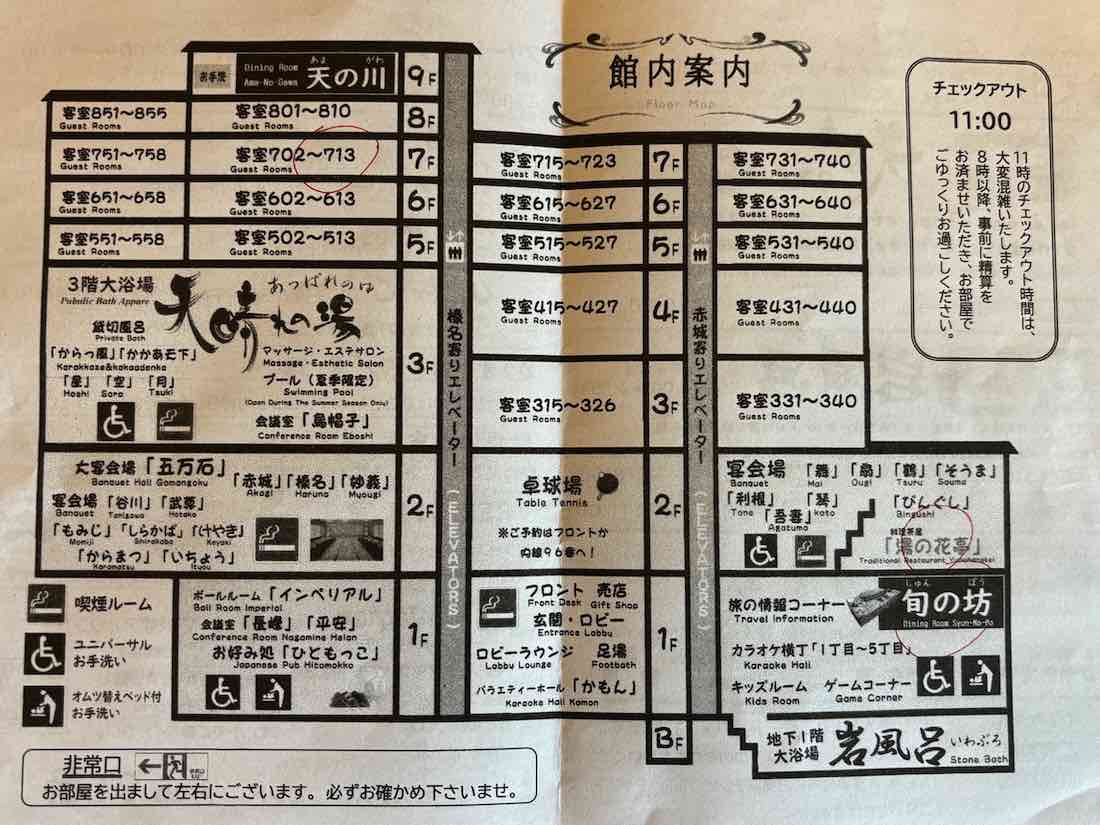 館内案内
Floor Map
チェックアウト
11:00
11時のチェックアウト時間は、
大変混雑いたします。
8時以降、事前に精算を
お済ませいただき、お部屋で
ごゆっくりお過ごしください。
お手洗
Dining Room
Ama-No-Gawa
あま がわ
天の川
9F
客室851〜855
Guest Rooms
客室801〜810
Guest Rooms
8F
客室751〜758
Guest Rooms
客室702〜713
Guest Rooms
7F
客室651〜658
Guest Rooms
客室602〜613
Guest Rooms
6F
客室551〜558
Guest Rooms
客室502〜513
Guest Rooms
5F
3階大浴場
Pubulic Bath Appare
あっぱれのゆ
天晴れの湯
貸切風呂
Private Bath
「からっ風」「かかあ天下」
Karakkaze&kakaadenka
「星」「空」「月」
Hoshi Sora Tsuki
マッサージ・エステサロン
Massage・Esthetic Salon
プール(夏季限定)
Swimming Pool
(Open During The Summer Season Only)
会議室「烏帽子」
Conference Room Eboshi
3F
大宴会場「五万石」
Banquet Hall Gomangoku
「赤城」「榛名」「妙義」
Akagi Haruna Myougi
宴会場「谷川」「武尊」
Banquet Tanigawa Hotaka
「もみじ」「しらかば」「けやき」
Momiji Shirakaba Keyaki
「からまつ」「いちょう」
Karamatsu Ityou
2F
ボールルーム「インペリアル」
Ball Room Imperial
会議室「長峰」「平安」
Conference Room Nagamine Heian
お好み処「ひともっこ」
Japanese Pub Hitomokko
1F
榛名寄りエレベーター
(ELEVATORS)
客室715〜723
Guest Rooms
7F
客室731〜740
Guest Rooms
客室615〜627
Guest Rooms
6F
客室631〜640
Guest Rooms
客室515〜527
Guest Rooms
5F
客室531〜540
Guest Rooms
客室415〜427
Guest Rooms
4F
客室431〜440
Guest Rooms
客室315〜326
Guest Rooms
3F
客室331〜340
Guest Rooms
赤城寄りエレベーター
(ELEVATORS)
卓球場
Table Tennis
※ご予約はフロントか
内線96番へ!
2F
宴会場「舞」「扇」「鶴」「そうま」
Banquet Mai Ougi Tsuru Souma
「利根」「琴」「びんぐし」
Tone koto Bingushi
「吾妻」
Agatuma
料理茶屋
「湯の花亭」
Traditional Restaurant Yunohanatei
フロント 売店
Front Desk Gift Shop
玄関・ロビー
Entrance Lobby
ロビーラウンジ 足湯
Lobby Lounge Footbath
バラエティーホール「かもん」
Karaoke Hall Kamon
1F
旅の情報コーナー
Travel Information
しゅん ぼう
旬の坊
Dining Room Syun-No-Bo
カラオケ横丁「1丁目〜5丁目」
Karaoke Hall
キッズルーム ゲームコーナー
Kids Room Game Corner
BF
地下1階
大浴場
岩風呂
いわぶろ
Stone Bath
喫煙ルーム
ユニバーサル
お手洗い
オムツ替えベッド付
お手洗い
非常口
お部屋を出まして左右にございます。必ずお確かめ下さいませ。